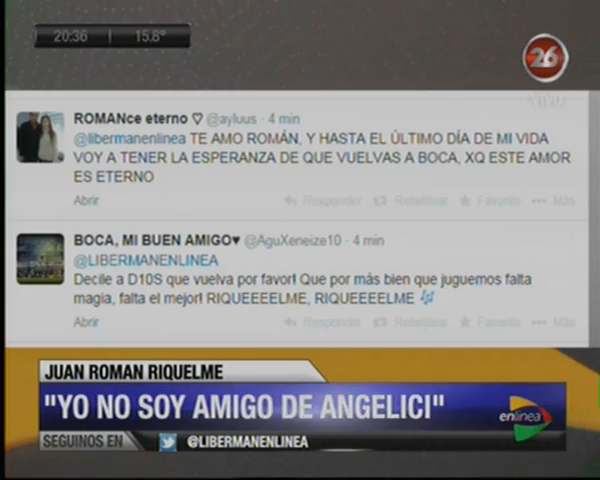 20:36 | 15.8°
26
VIVO
ROMANce eterno ♡ @ayluus · 4 min
@libermanenlinea TE AMO ROMÁN, Y HASTA EL ÚLTIMO DÍA DE MI VIDA
VOY A TENER LA ESPERANZA DE QUE VUELVAS A BOCA, XQ ESTE AMOR
ES ETERNO
Abrir Responder Retwittear Favorito Más
BOCA, MI BUEN AMIGO♥ @AguXeneize10 · 4 min
@LIBERMANENLINEA
Decile a D10S que vuelva por favor! Que por más bien que juguemos falta
magia, falta el mejor! RIQUEEEELME, RIQUEEEELME 🎶
Abrir Responder Retwittear Favorito Más
JUAN ROMAN RIQUELME
"YO NO SOY AMIGO DE ANGELICI"
enlinea
SEGUINOS EN @LIBERMANENLINEA